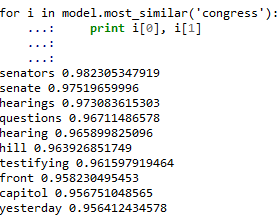 for i in model.most_similar('congress'):
...: print i[0], i[1]
...:
...:
senators 0.982305347919
senate 0.97519659996
hearings 0.973083615303
questions 0.96711486578
hearing 0.965899825096
hill 0.963926851749
testifying 0.961597919464
front 0.958230495453
capitol 0.956751048565
yesterday 0.956412434578